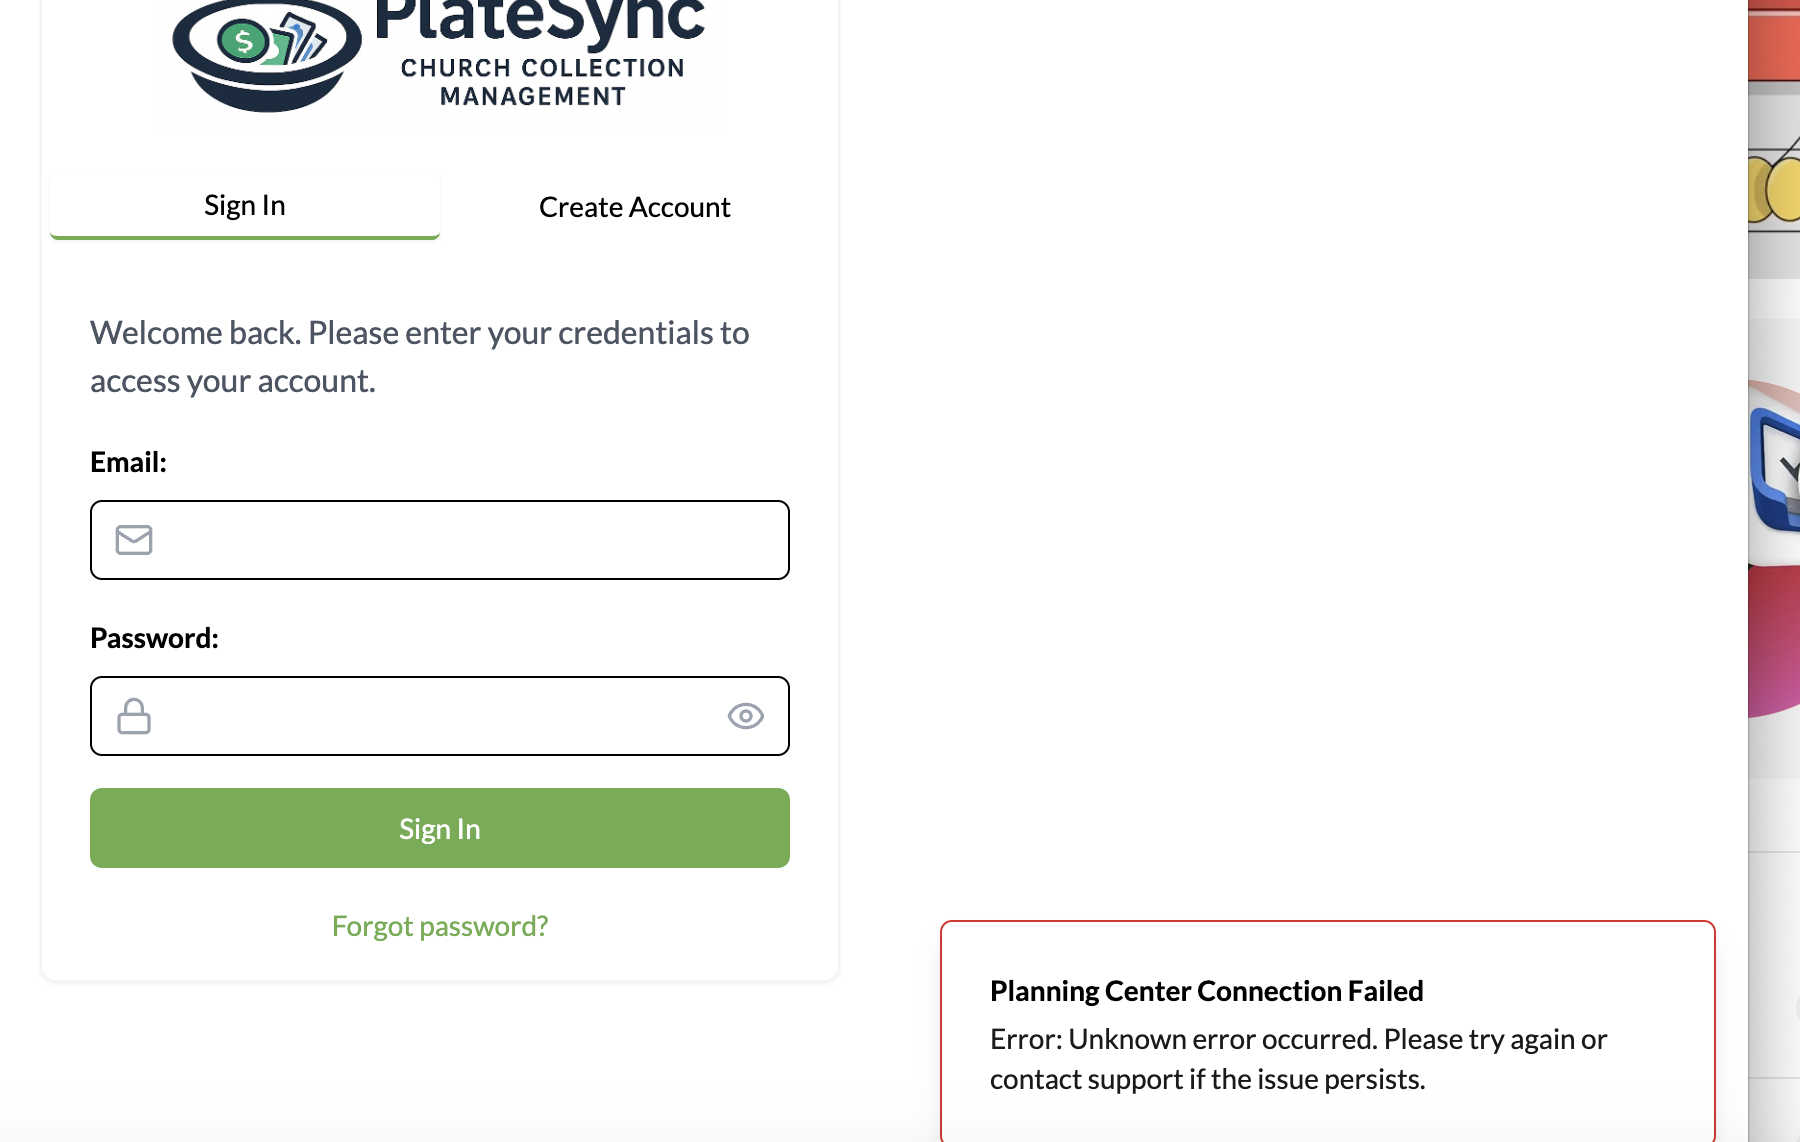 PlateSync
CHURCH COLLECTION
MANAGEMENT
Sign In
Create Account
Welcome back. Please enter your credentials to
access your account.
Email:
Password:
Sign In
Forgot password?
Planning Center Connection Failed
Error: Unknown error occurred. Please try again or
contact support if the issue persists.